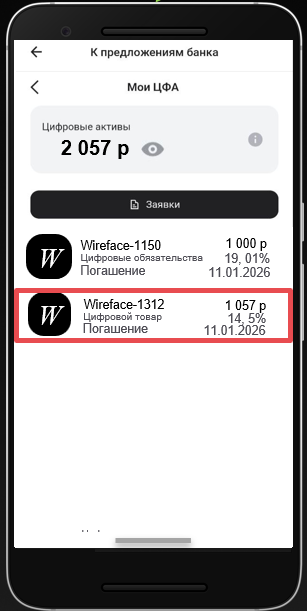 К предложениям банка
Мои ЦФА
Цифровые активы
2 057 р
Заявки
W
Wireface-1150
1 000 р
Цифровые обязательства
19, 01%
Погашение
11.01.2026
W
Wireface-1312
1 057 р
Цифровой товар
14, 5%
Погашение
11.01.2026